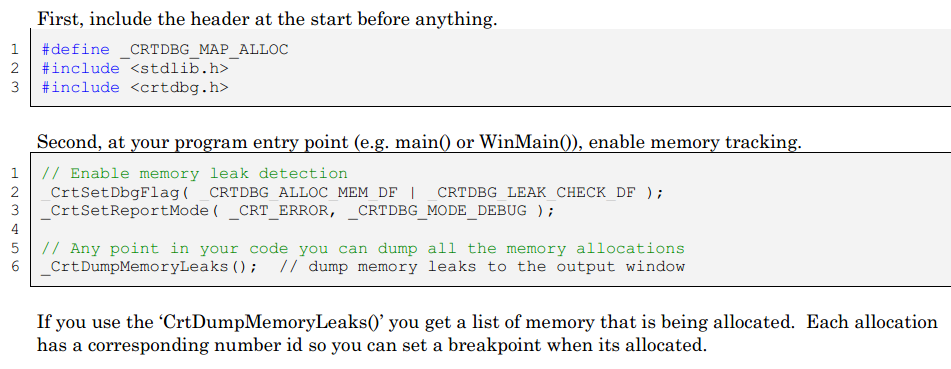 First, include the header at the start before anything.
1 #define _CRTDBG_MAP_ALLOC
2 #include <stdlib.h>
3 #include <crtdbg.h>
Second, at your program entry point (e.g. main() or WinMain()), enable memory tracking.
1 // Enable memory leak detection
2 _CrtSetDbgFlag( _CRTDBG_ALLOC_MEM_DF | _CRTDBG_LEAK_CHECK_DF );
3 _CrtSetReportMode( _CRT_ERROR, _CRTDBG_MODE_DEBUG );
4
5 // Any point in your code you can dump all the memory allocations
6 _CrtDumpMemoryLeaks(); // dump memory leaks to the output window
If you use the ‘CrtDumpMemoryLeaks()’ you get a list of memory that is being allocated. Each allocation
has a corresponding number id so you can set a breakpoint when its allocated.